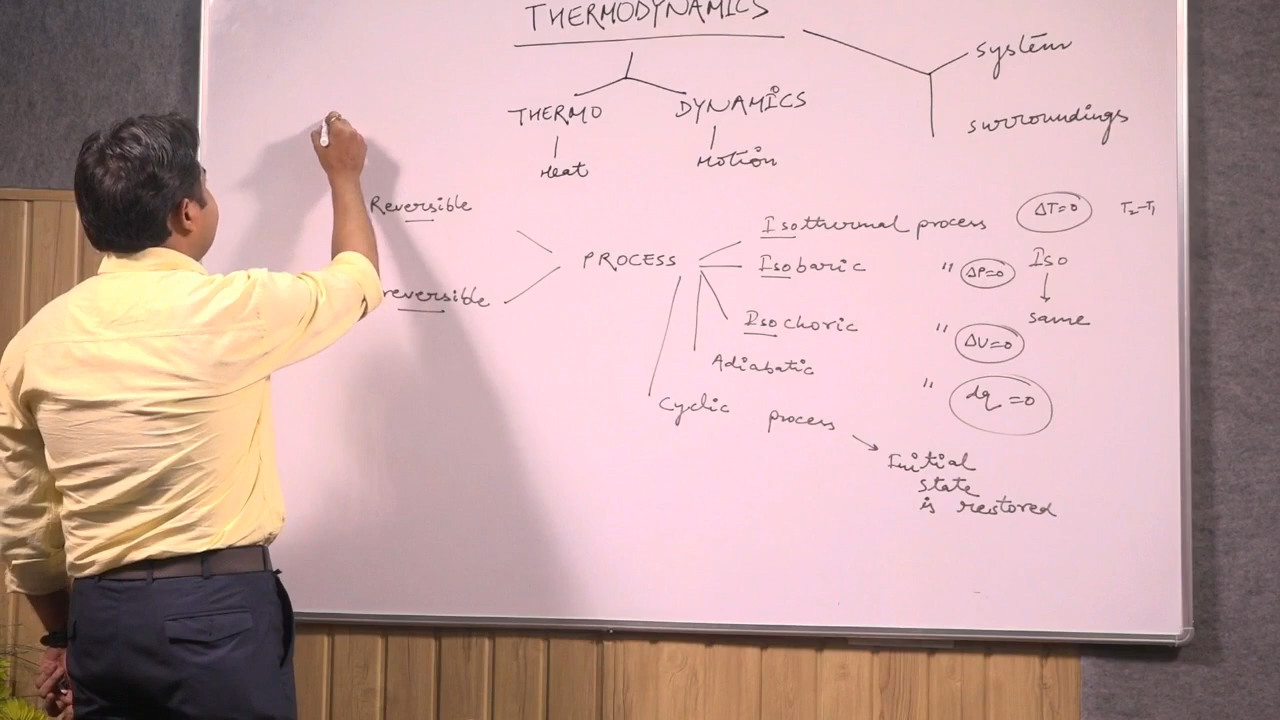 THERMODYNAMICS
system
surroundings
THERMO DYNAMICS
Heat Motion
Reversible
reversible
PROCESS
Isothermal process ΔT=0 T₂-T₁
Isobaric " ΔP=0
Iso
same
Isochoric " ΔU=0
Adiabatic " dq=0
Cyclic process
Initial
state
is restored